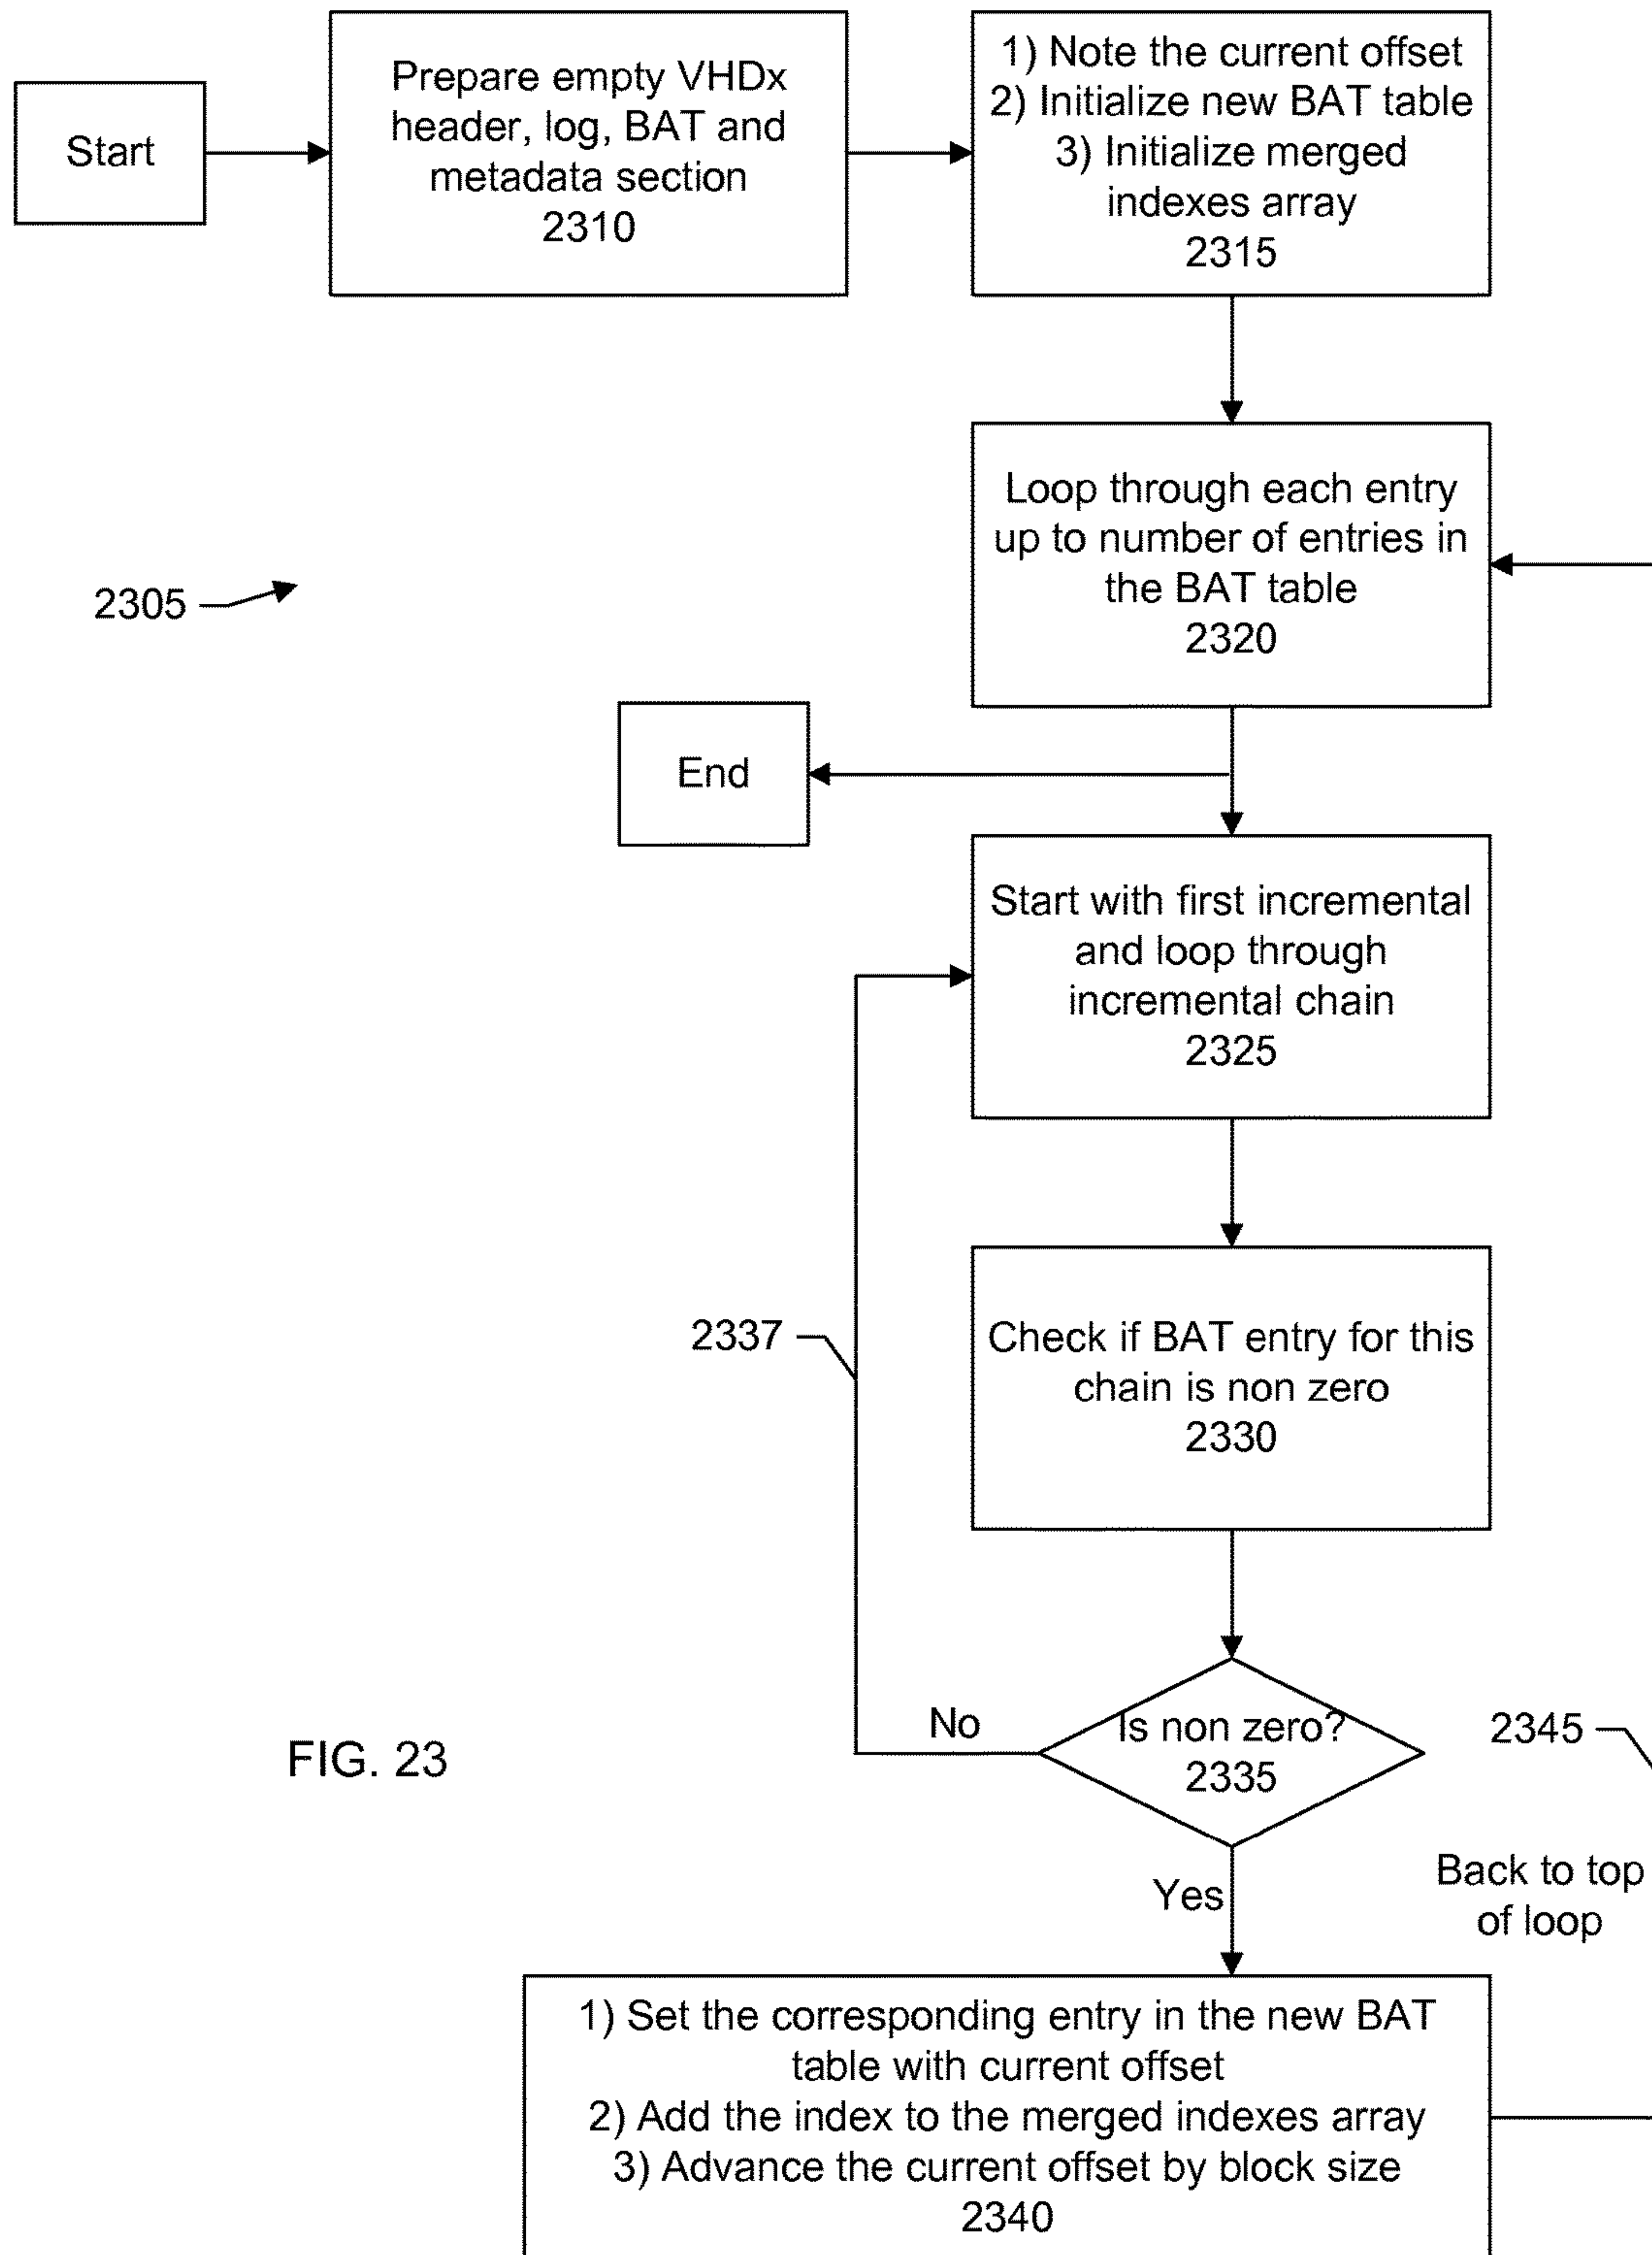 Start
Prepare empty VHDx
header, log, BAT and
metadata section
2310
1) Note the current offset
2) Initialize new BAT table
3) Initialize merged
indexes array
2315
Loop through each entry
up to number of entries in
the BAT table
2320
2305
End
Start with first incremental
and loop through
incremental chain
2325
2337
Check if BAT entry for this
chain is non zero
2330
No
Is non zero?
2335
2345
FIG. 23
Yes
Back to top
of loop
1) Set the corresponding entry in the new BAT
table with current offset
2) Add the index to the merged indexes array
3) Advance the current offset by block size
2340